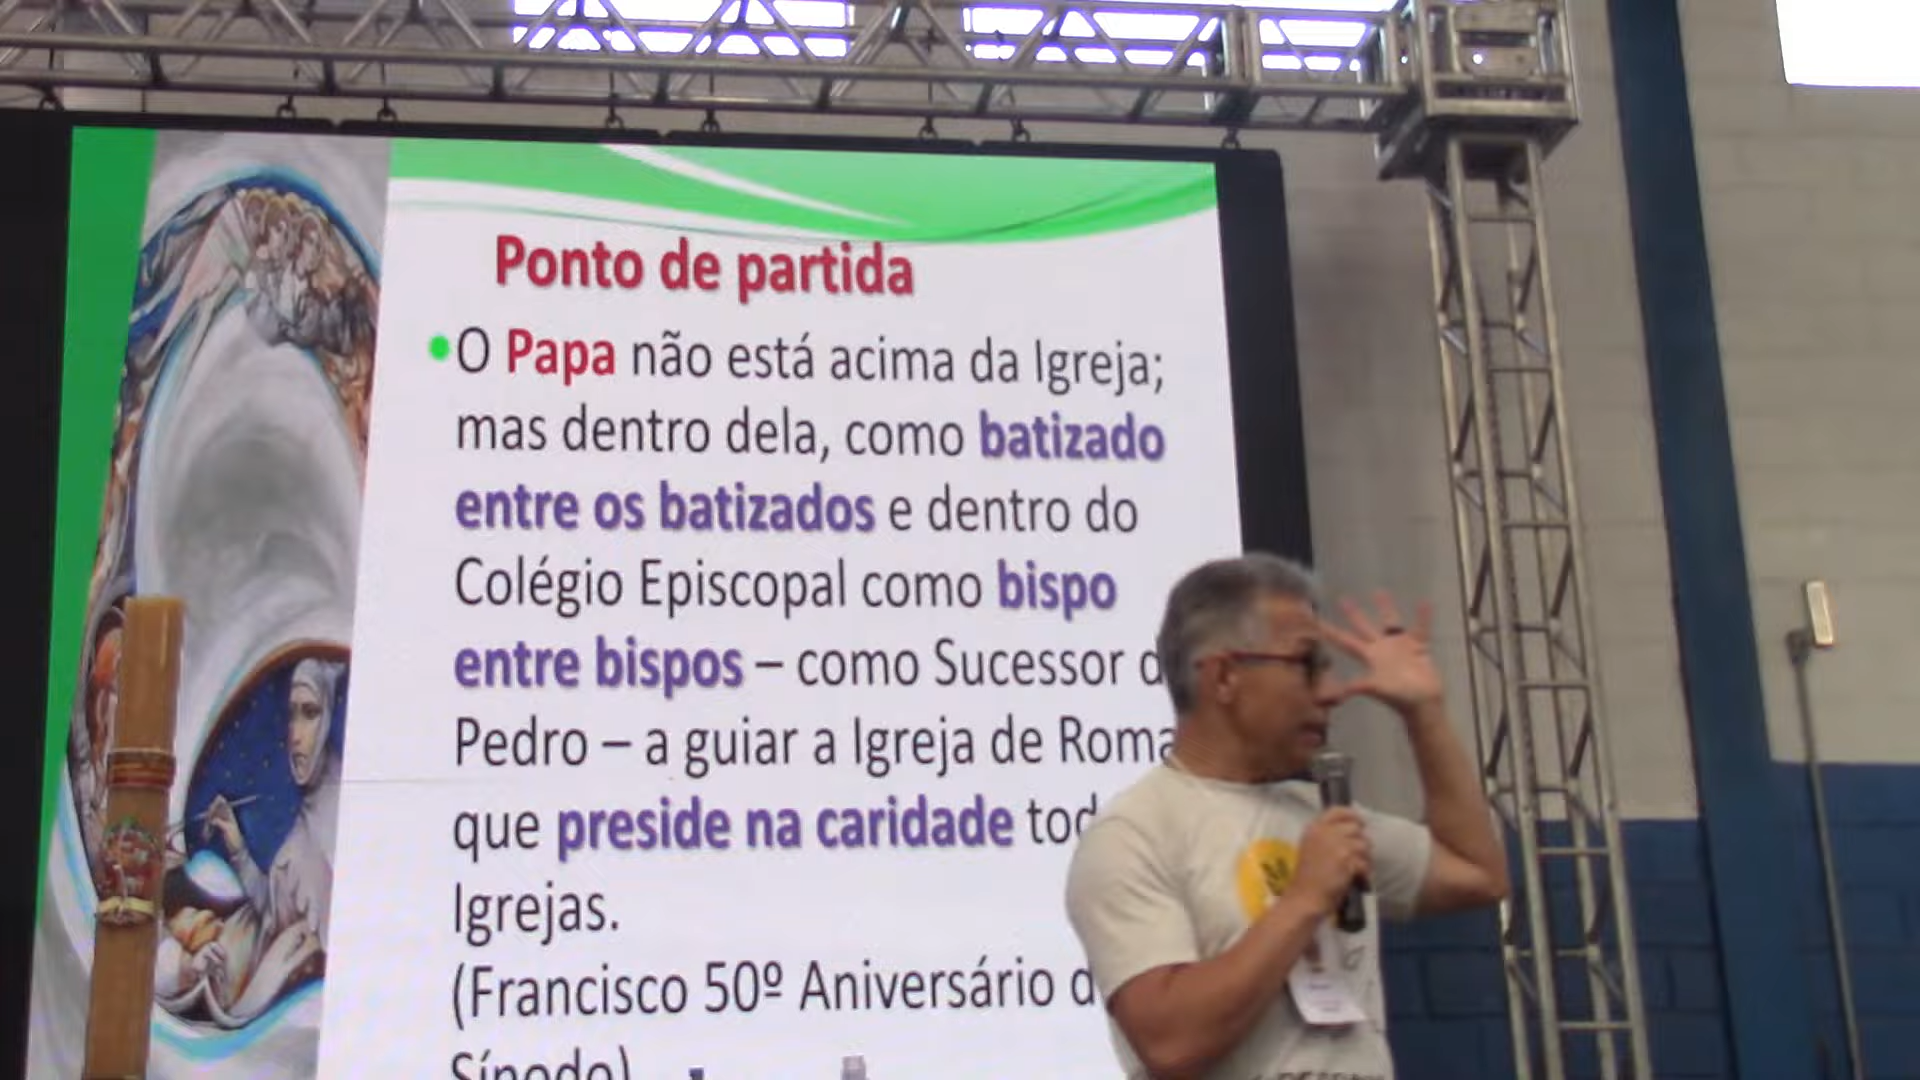 Ponto de partida
O Papa não está acima da Igreja;
mas dentro dela, como batizado
entre os batizados e dentro do
Colégio Episcopal como bispo
entre bispos – como Sucessor
Pedro – a guiar a Igreja de Roma
que preside na caridade
Igrejas.
(Francisco 50º Aniversário
Sínodo)